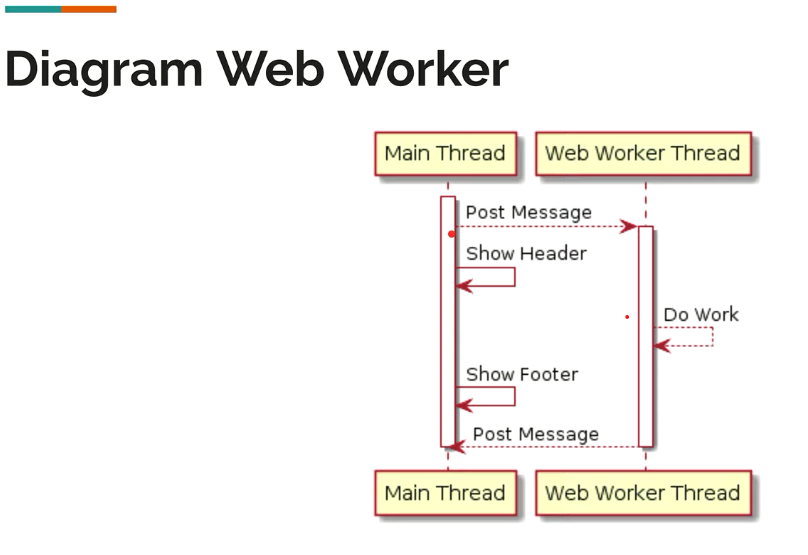 Diagram Web Worker
Main Thread
Web Worker Thread
Post Message
Show Header
Do Work
Show Footer
Post Message
Main Thread
Web Worker Thread